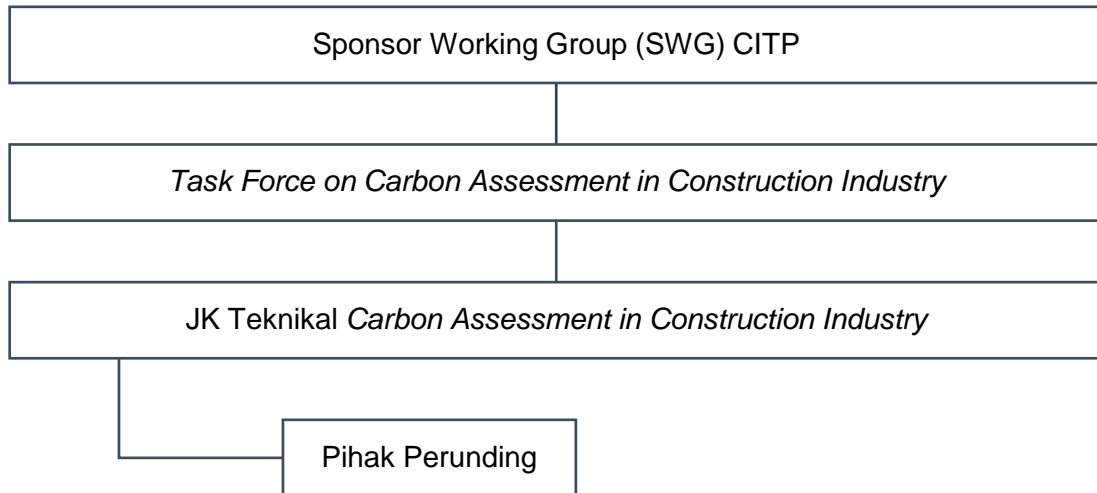 Sponsor Working Group (SWG) CITP
Task Force on Carbon Assessment in Construction Industry
JK Teknikal Carbon Assessment in Construction Industry
Pihak Perunding